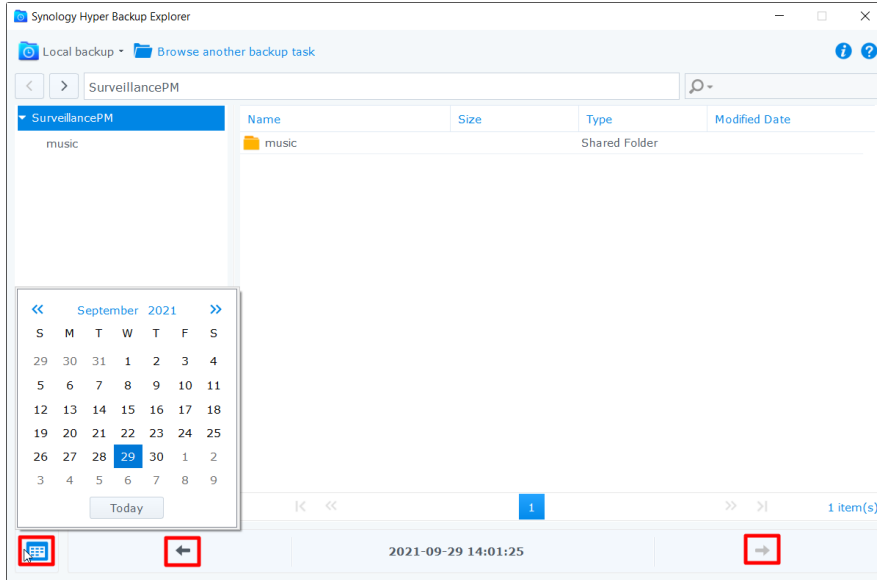 Synology Hyper Backup Explorer
Local backup Browse another backup task
SurveillancePM
SurveillancePM
music
Name Size Type Modified Date
music Shared Folder
September 2021
S M T W T F S
29 30 31 1 2 3 4
5 6 7 8 9 10 11
12 13 14 15 16 17 18
19 20 21 22 23 24 25
26 27 28 29 30 1 2
3 4 5 6 7 8 9
Today
1 1 item(s)
2021-09-29 14:01:25